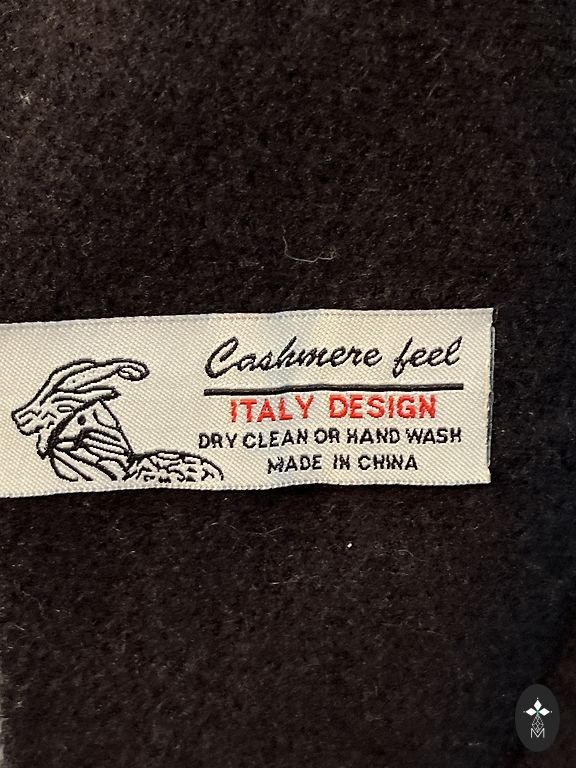 Cashmere feel
ITALY DESIGN
DRY CLEAN OR HAND WASH
MADE IN CHINA
M